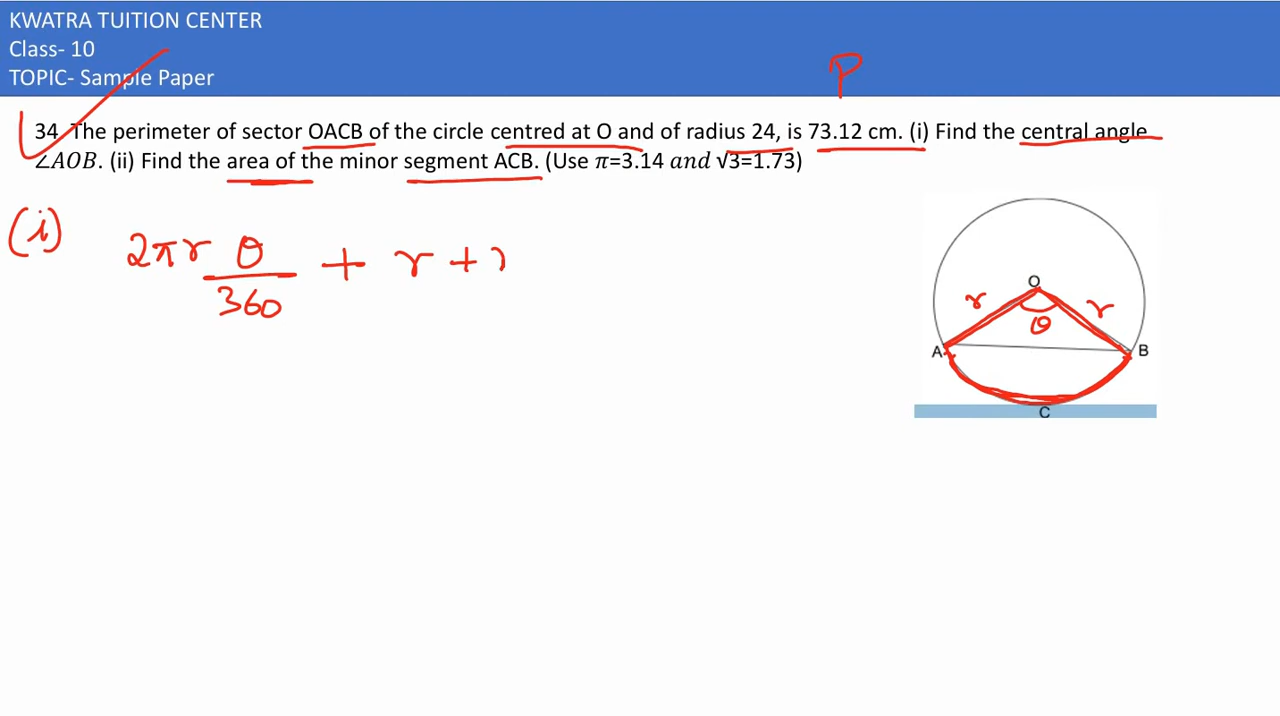 KWATRA TUITION CENTER
Class- 10
TOPIC- Sample Paper
P
34. The perimeter of sector OACB of the circle centred at O and of radius 24, is 73.12 cm. (i) Find the central angle
∠AOB. (ii) Find the area of the minor segment ACB. (Use π=3.14 and √3=1.73)
(i)
2πr θ/360 + r +
O
r
r
θ
A
B
C